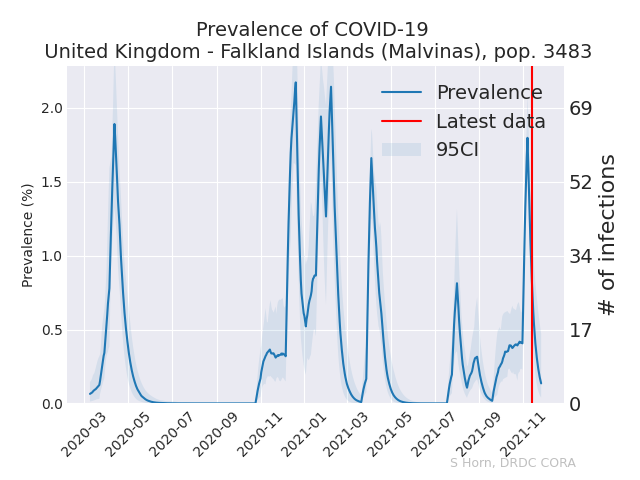 Prevalence of COVID-19
United Kingdom - Falkland Islands (Malvinas), pop. 3483
Prevalence
Latest data
95CI
Prevalence (%)
2.0
1.5
1.0
0.5
0.0
# of infections
69
52
34
17
0
2020-03
2020-05
2020-07
2020-09
2020-11
2021-01
2021-03
2021-05
2021-07
2021-09
2021-11
S Horn, DRDC CORA